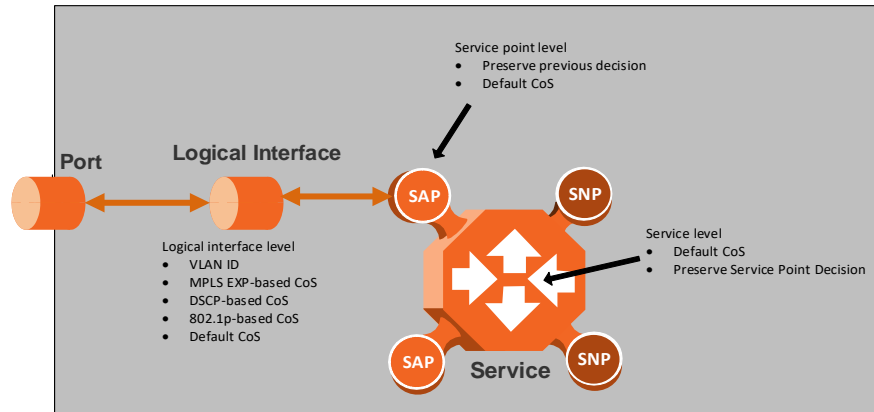 Service point level
• Preserve previous decision
• Default CoS
Port
Logical Interface
SAP
SNP
Service level
• Default CoS
• Preserve Service Point Decision
Logical interface level
• VLAN ID
• MPLS EXP-based CoS
• DSCP-based CoS
• 802.1p-based CoS
• Default CoS
SAP
Service
SNP